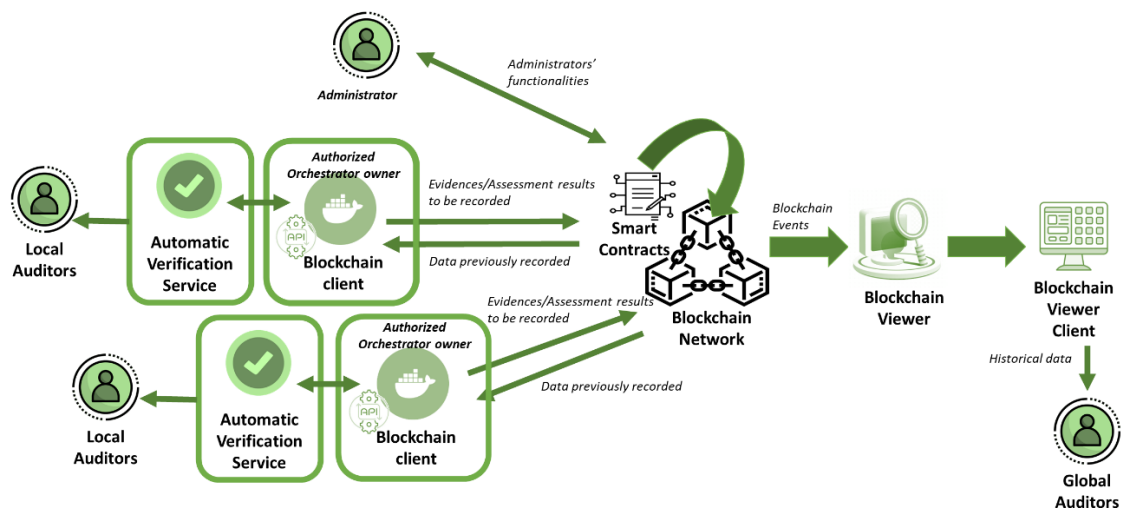 Administrator
Administrators'
functionalities
Authorized
Orchestrator owner
Evidences/Assessment results
to be recorded
Local
Auditors
Automatic
Verification
Service
API
Blockchain
client
Data previously recorded
Smart
Contracts
Blockchain
Network
Blockchain
Events
Blockchain
Viewer
Blockchain
Viewer
Client
Historical data
Global
Auditors
Evidences/Assessment results
to be recorded
Authorized
Orchestrator owner
Data previously recorded
Local
Auditors
Automatic
Verification
Service
API
Blockchain
client